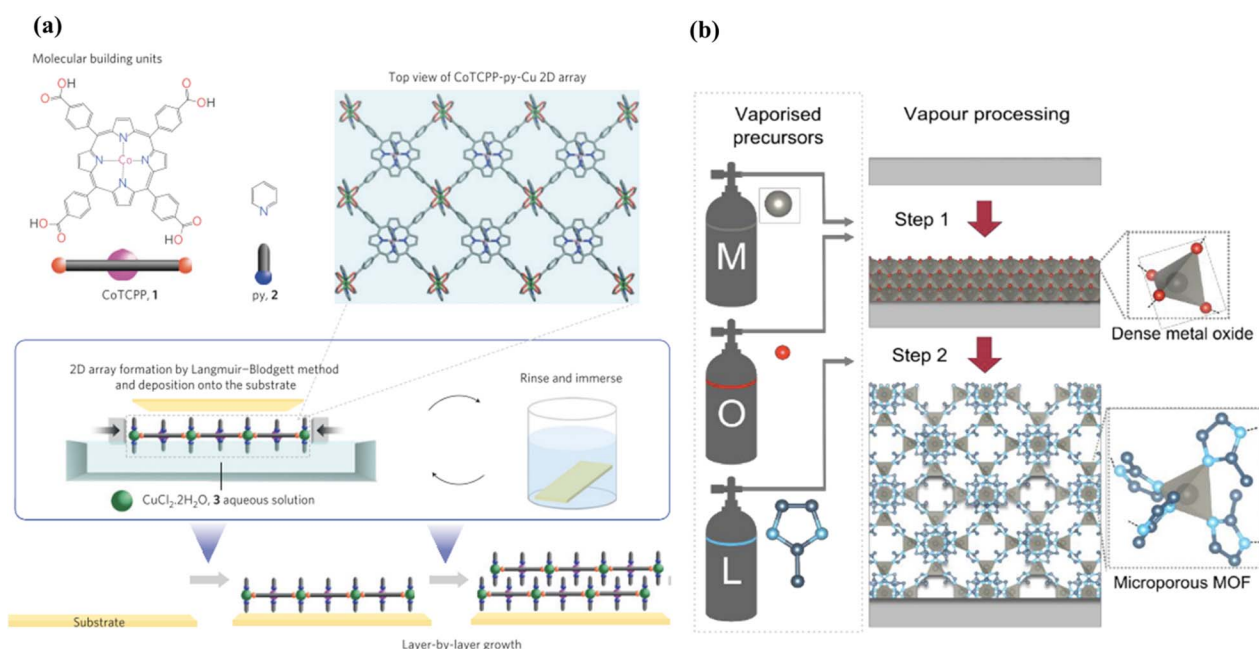 (a)
Molecular building units
O
OH
O
OH
N
N
Co
N
N
HO
O
O
HO
N
CoTCPP, 1
py, 2
Top view of CoTCPP-py-Cu 2D array
2D array formation by Langmuir–Blodgett method
and deposition onto the substrate
Rinse and immerse
CuCl2.2H2O, 3 aqueous solution
Substrate
Layer-by-layer growth
(b)
Vaporised
precursors
Vapour processing
M
Step 1
Dense metal oxide
O
Step 2
L
Microporous MOF